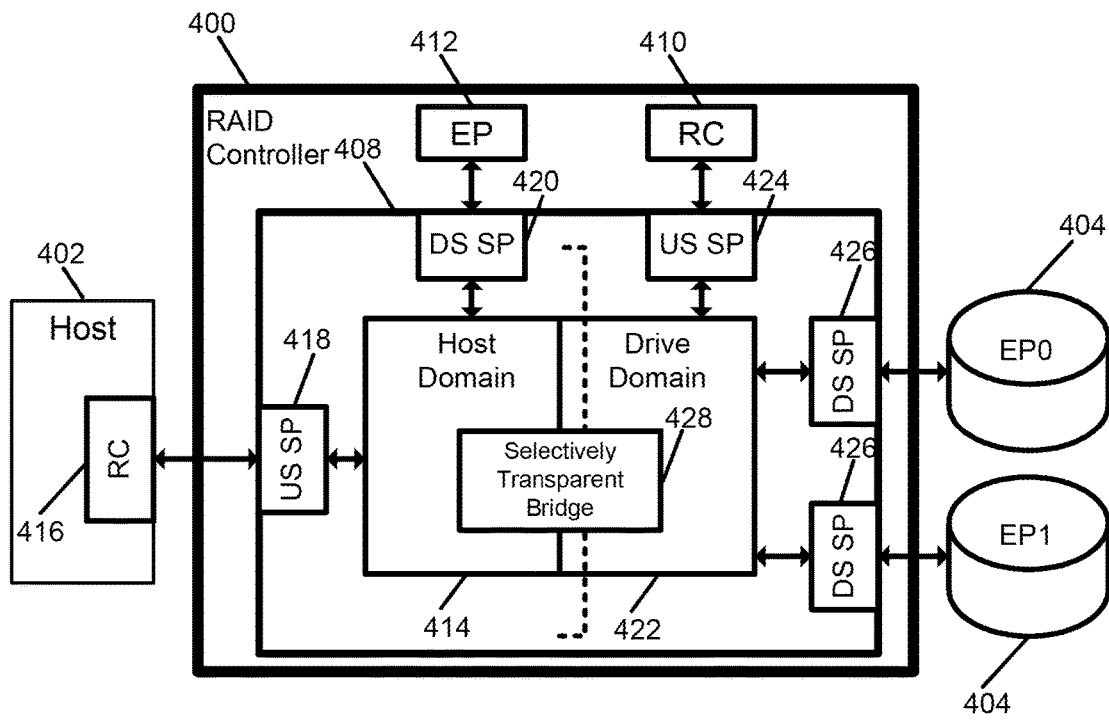 400
412
410
RAID
Controller
408
EP
RC
420
424
402
DS SP
US SP
426
404
Host
418
Host
Domain
Drive
Domain
DS SP
EP0
RC
US SP
428
Selectively
Transparent
Bridge
426
416
DS SP
EP1
414
422
404